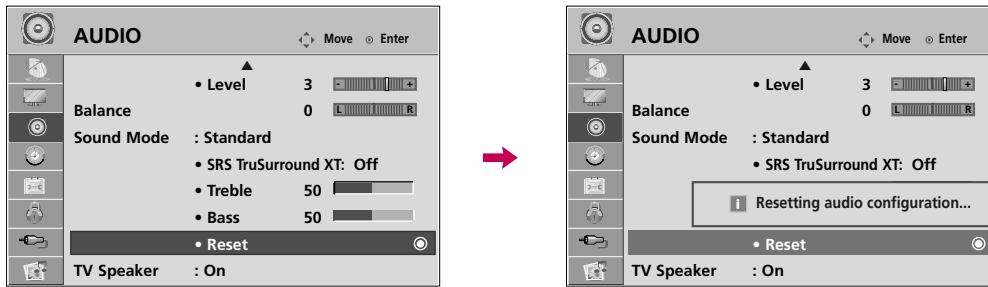 AUDIO Move Enter
• Level 3 - +
Balance 0 L R
Sound Mode : Standard
• SRS TruSurround XT: Off
• Treble 50
• Bass 50
• Reset
TV Speaker : On
AUDIO Move Enter
• Level 3 - +
Balance 0 L R
Sound Mode : Standard
• SRS TruSurround XT: Off
i Resetting audio configuration...
• Reset
TV Speaker : On